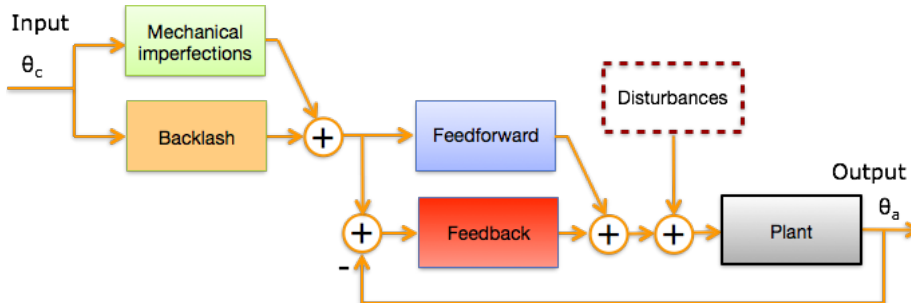 Input
θc
Mechanical
imperfections
Backlash
+
Feedforward
Disturbances
+
-
Feedback
+
+
Plant
Output
θa